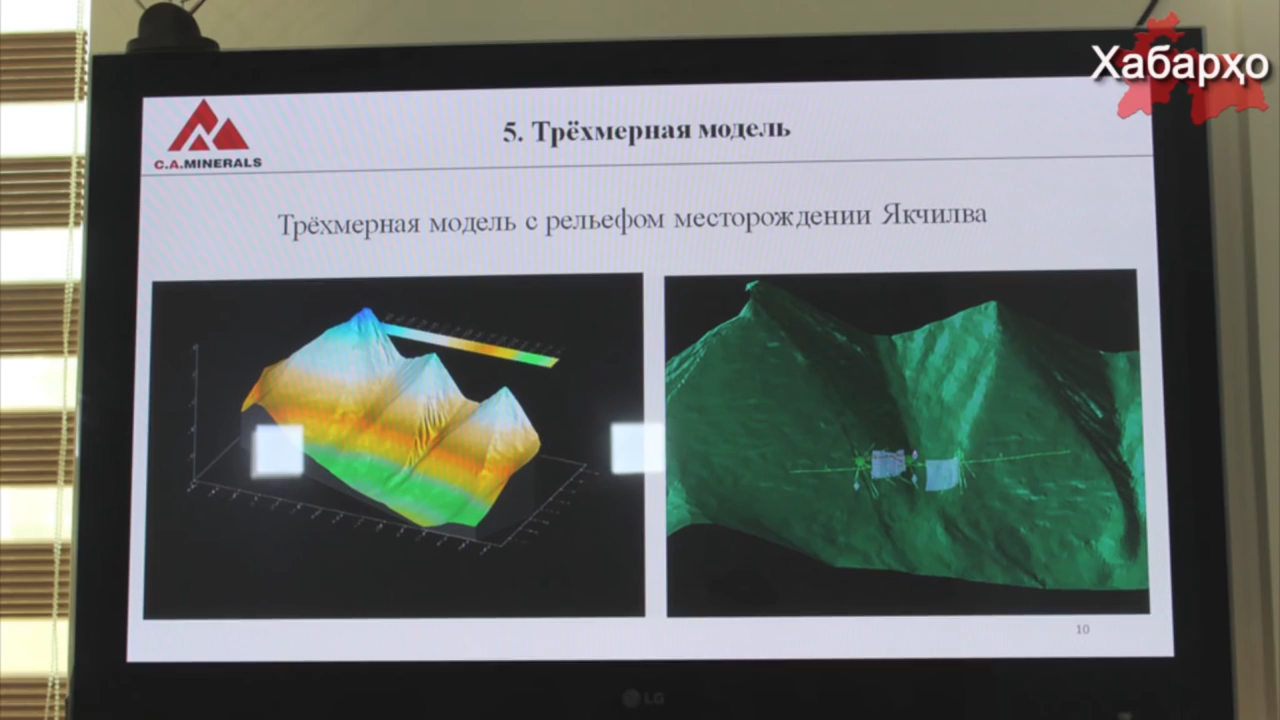 Хабарҳо
C.A.MINERALS
5. Трёхмерная модель
Трёхмерная модель с рельефом месторождении Якчилва
10
LG